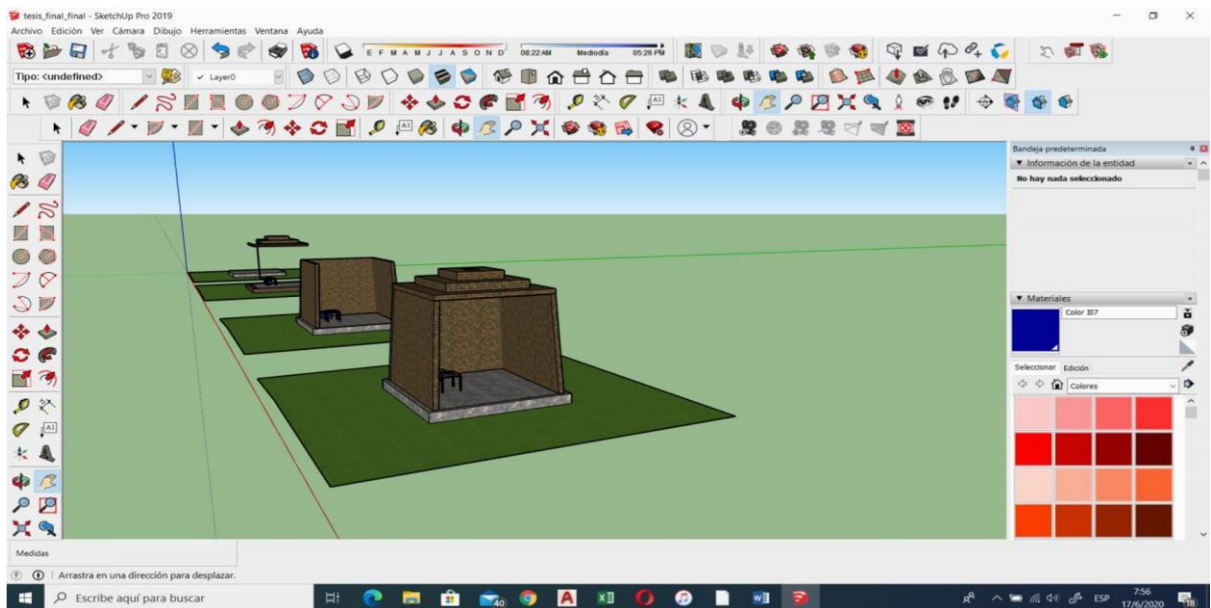 tesis_final_final - SketchUp Pro 2019
Archivo Edición Ver Cámara Dibujo Herramientas Ventana Ayuda
E F M A M J J A S O N D 08:22 AM Mediodía 05:26 PM
Tipo: <undefined> Layer0
Bandeja predeterminada
Información de la entidad
No hay nada seleccionado
Materiales
Color I07
Seleccionar Edición
Colores
Medidas
Arrastra en una dirección para desplazar.
Escribe aquí para buscar
40
ESP
7:56
17/6/2020
18